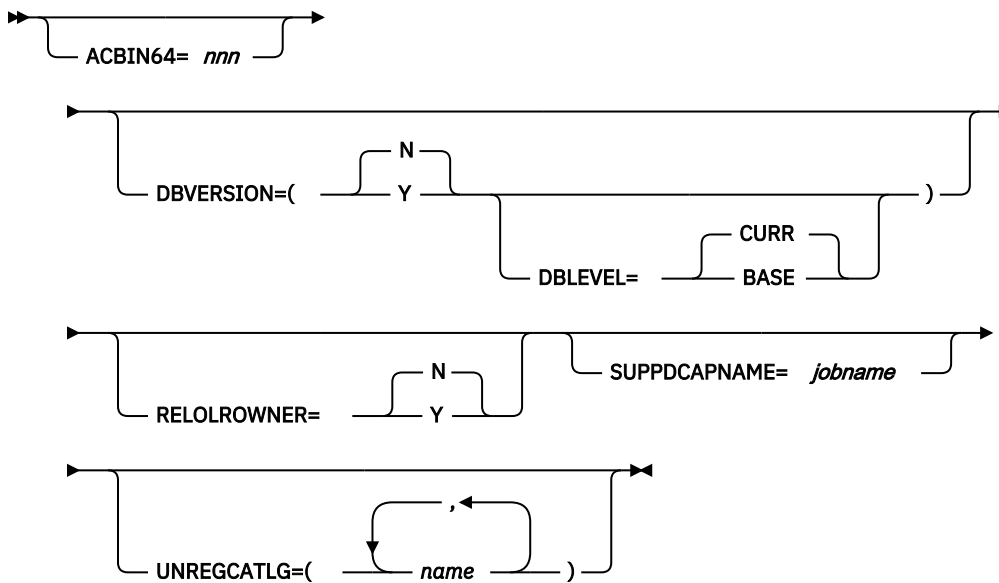 ACBIN64= nnn
N
DBVERSION=( Y )
CURR
DBLEVEL= BASE
N
SUPPDCAPNAME= jobname
RELOLROWNER= Y
,
UNREGCATLG=( name )